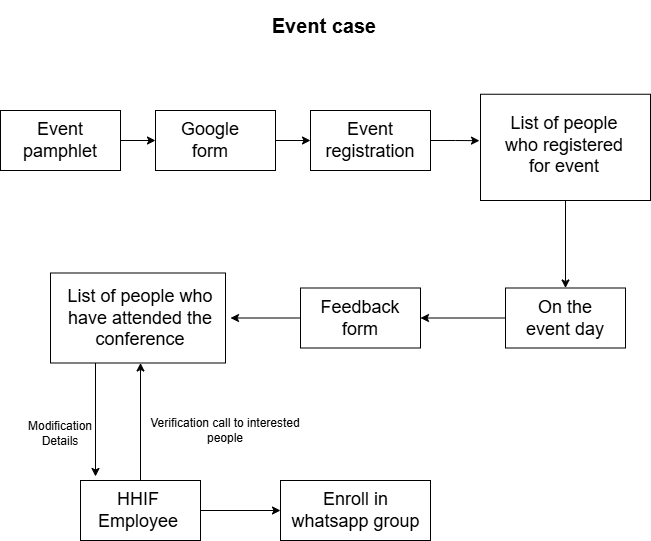 Event case
Event
pamphlet
Google
form
Event
registration
List of people
who registered
for event
List of people who
have attended the
conference
Feedback
form
On the
event day
Modification
Details
Verification call to interested
people
HHIF
Employee
Enroll in
whatsapp group